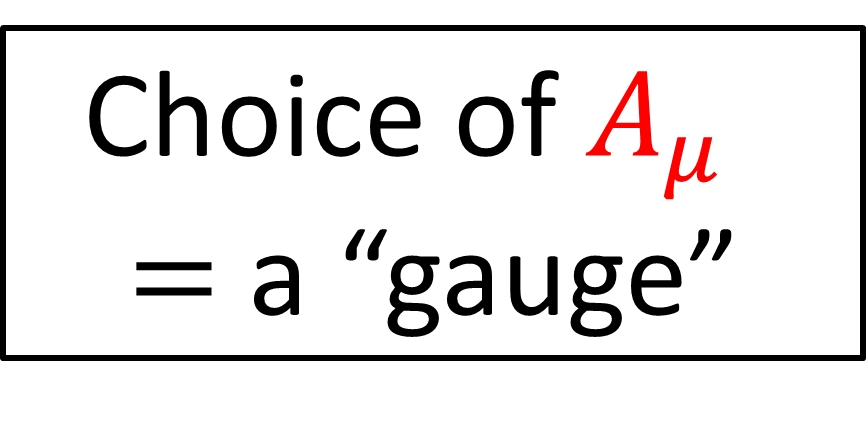 Choice of 𝐴𝜇
= a “gauge”